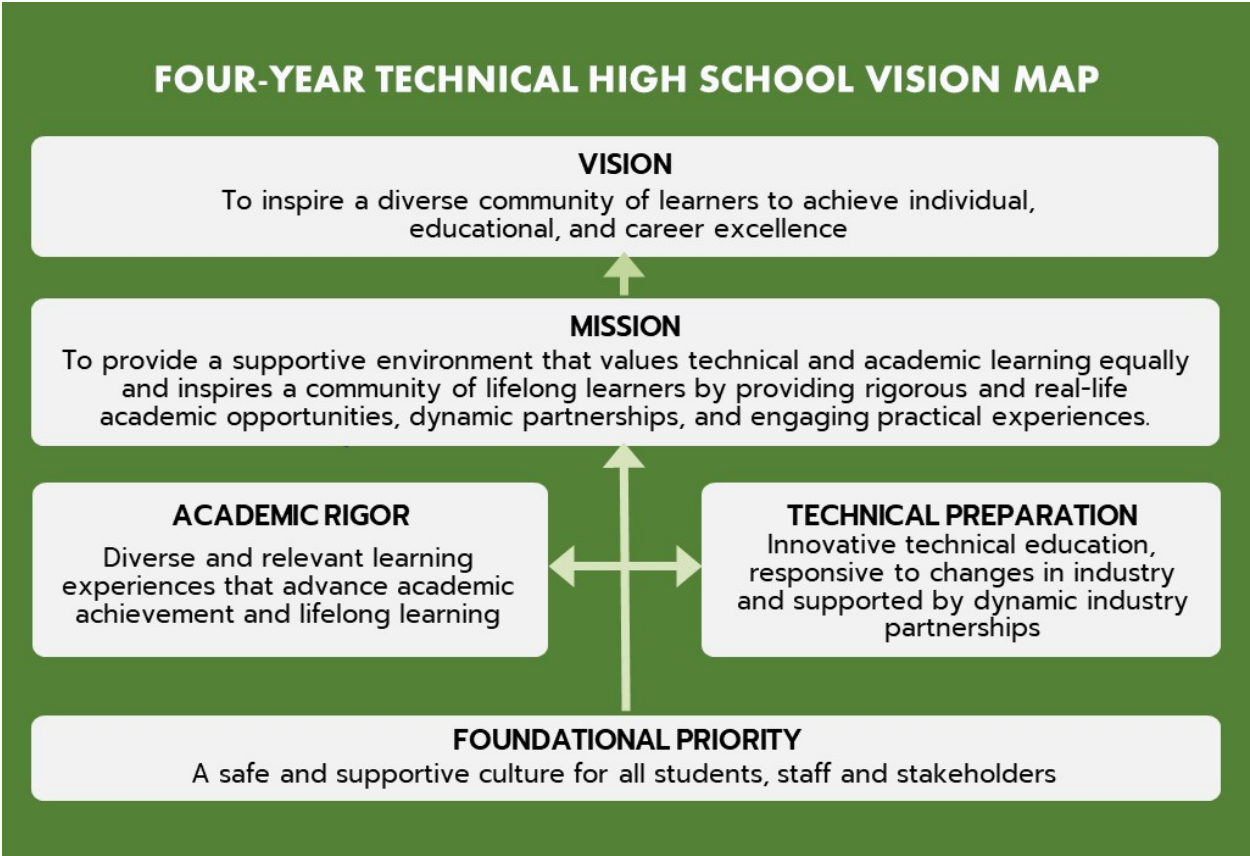 FOUR-YEAR TECHNICAL HIGH SCHOOL VISION MAP
VISION
To inspire a diverse community of learners to achieve individual,
educational, and career excellence
MISSION
To provide a supportive environment that values technical and academic learning equally
and inspires a community of lifelong learners by providing rigorous and real-life
academic opportunities, dynamic partnerships, and engaging practical experiences.
ACADEMIC RIGOR
Diverse and relevant learning
experiences that advance academic
achievement and lifelong learning
TECHNICAL PREPARATION
Innovative technical education,
responsive to changes in industry
and supported by dynamic industry
partnerships
FOUNDATIONAL PRIORITY
A safe and supportive culture for all students, staff and stakeholders